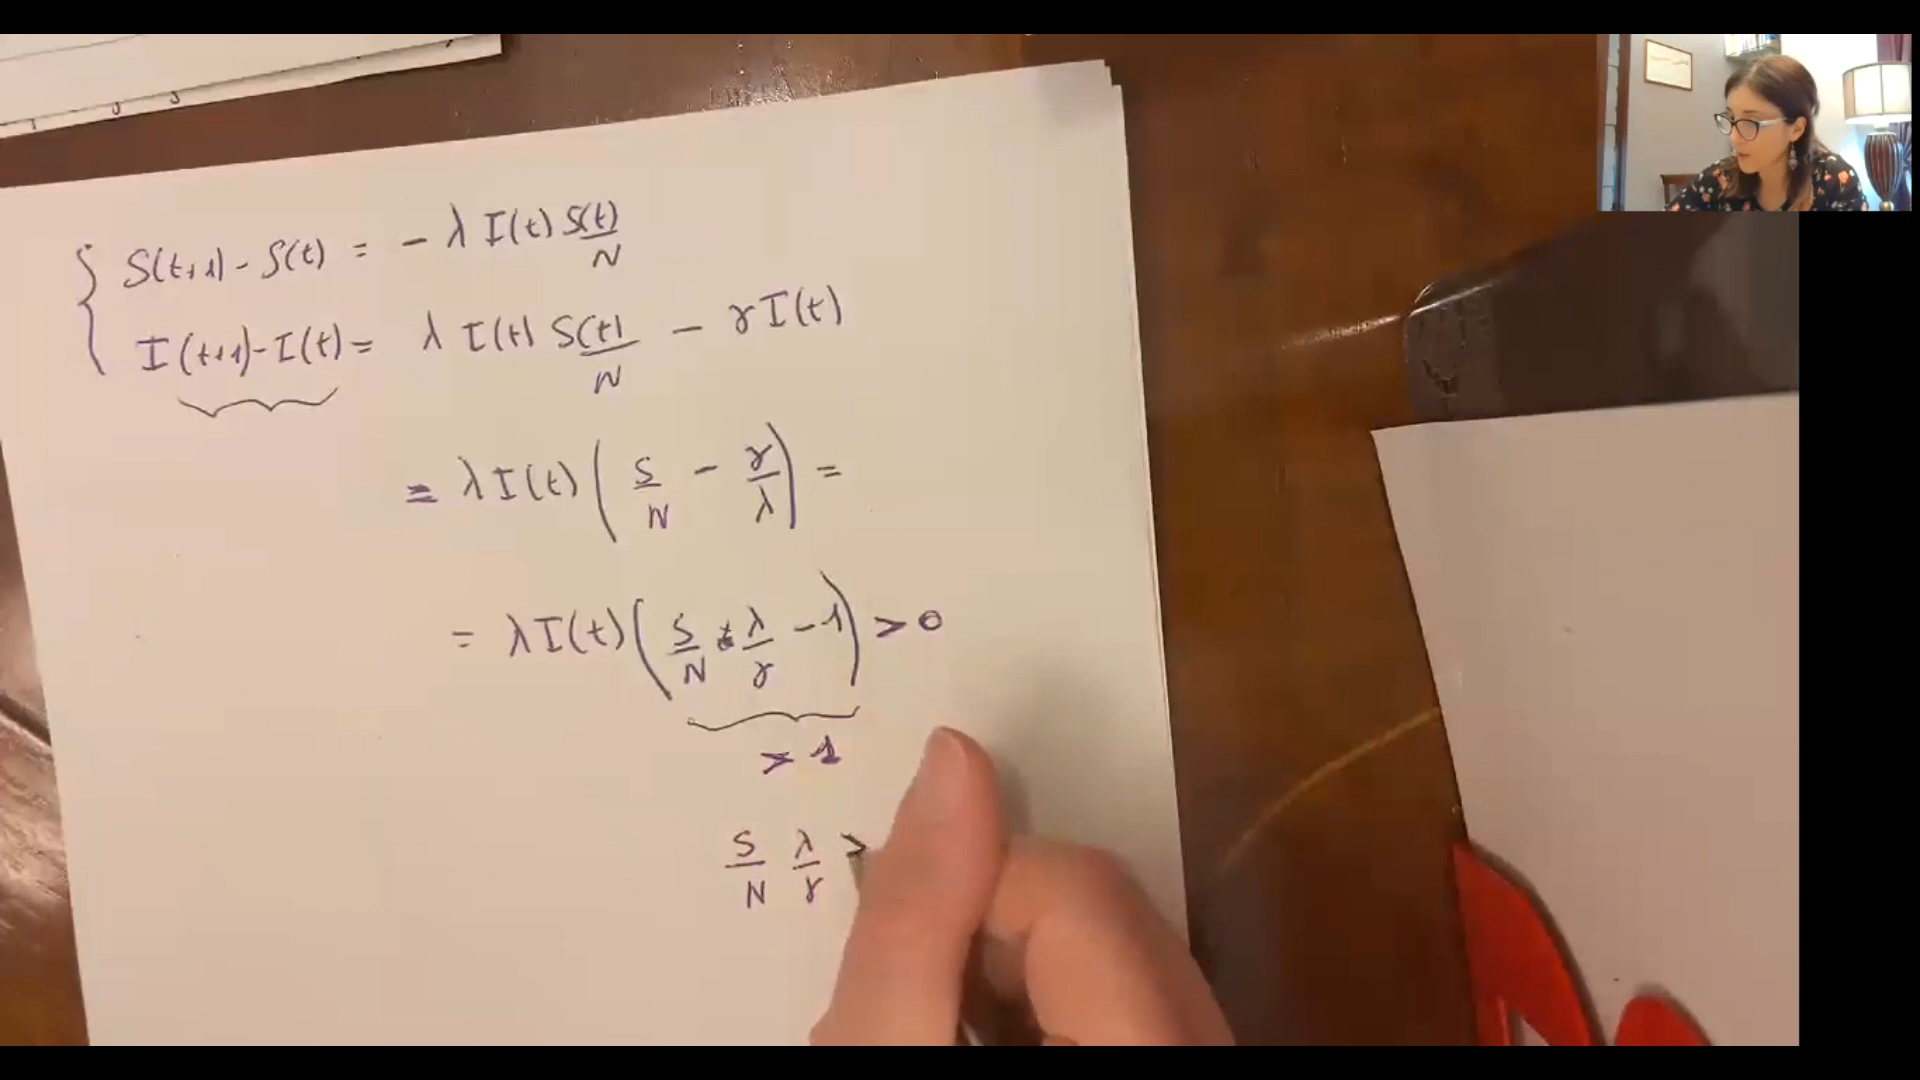 { S(t+1) - S(t) = - λ I(t) S(t)/N
I(t+1) - I(t) = λ I(t) S(t)/N - γ I(t)
= λ I(t) ( S/N - γ/λ ) =
= λ I(t) ( S/N * λ/γ - 1 ) > 0
> 1
S/N λ/γ >